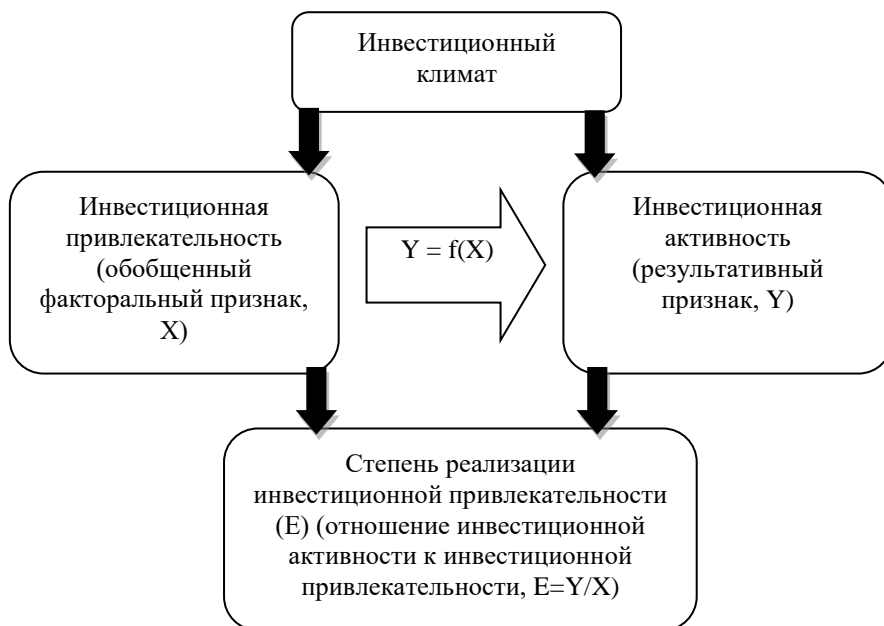 Инвестиционный
климат
Инвестиционная
привлекательность
(обобщенный
факторальный признак,
X)
Y = f(X)
Инвестиционная
активность
(результативный
признак, Y)
Степень реализации
инвестиционной привлекательности
(E) (отношение инвестиционной
активности к инвестиционной
привлекательности, E=Y/X)